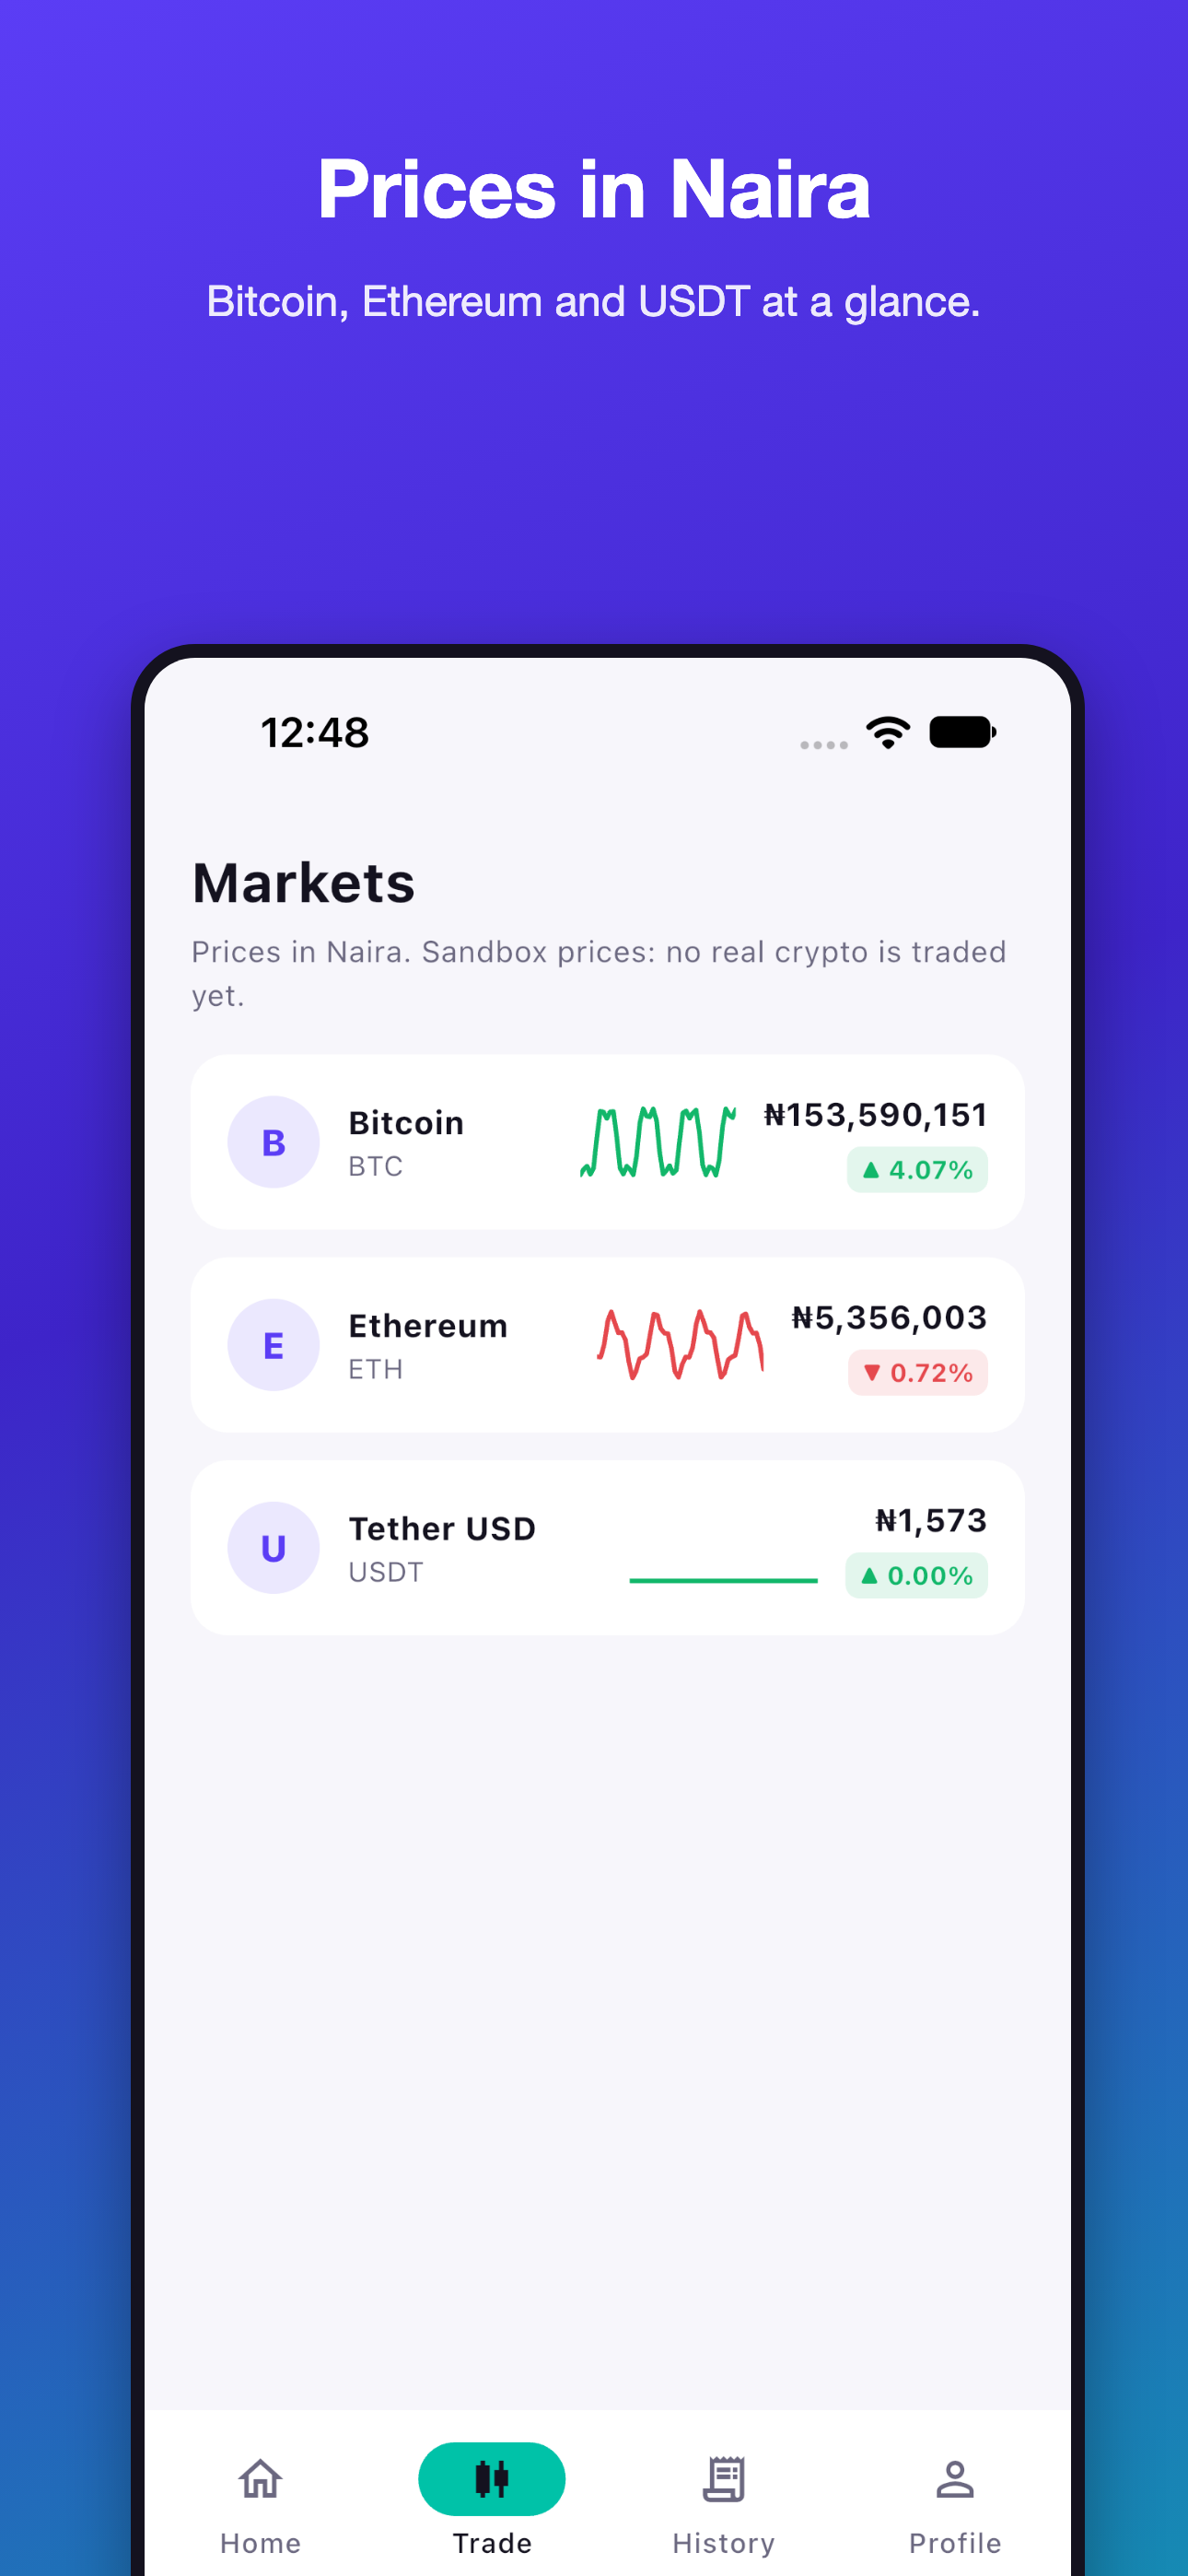 Prices in Naira
Bitcoin, Ethereum and USDT at a glance.
12:48
Markets
Prices in Naira. Sandbox prices: no real crypto is traded
yet.
B
Bitcoin
BTC
₦153,590,151
▲ 4.07%
E
Ethereum
ETH
₦5,356,003
▼ 0.72%
U
Tether USD
USDT
₦1,573
▲ 0.00%
Home
Trade
History
Profile